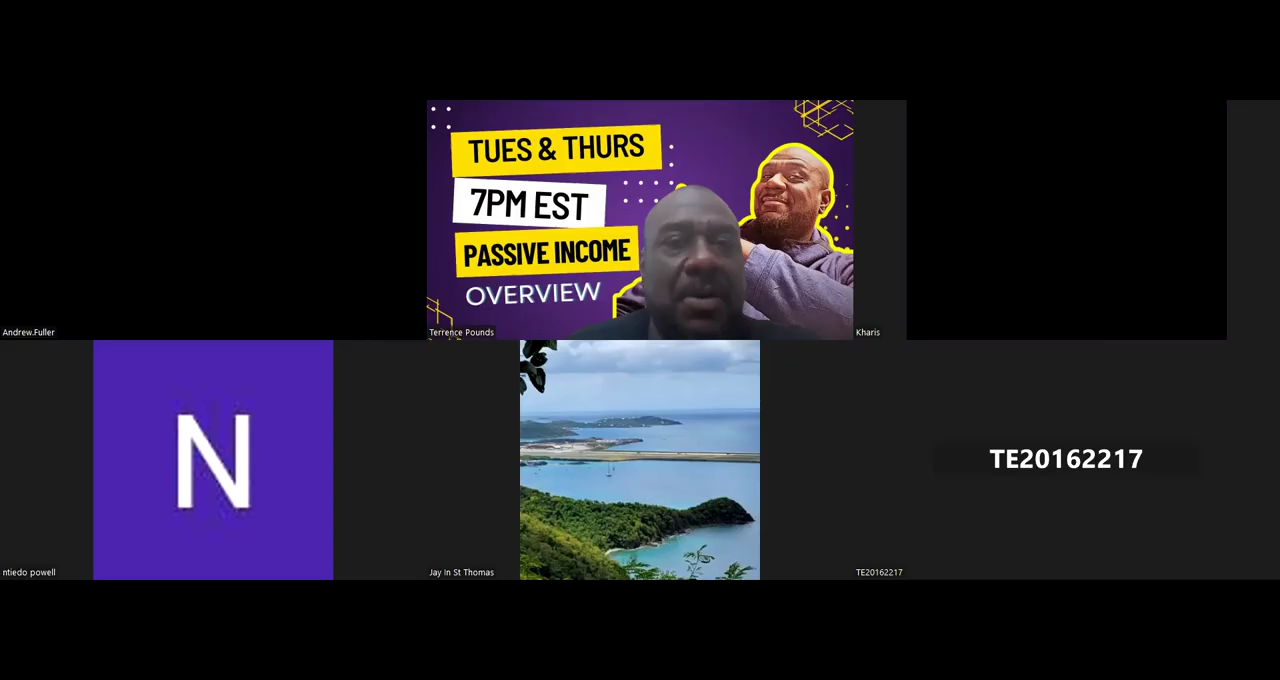 TUES & THURS
7PM EST
PASSIVE INCOME
OVERVIEW
Andrew.Fuller
Terrence Pounds
Kharis
N
TE20162217
ntiedo powell
Jay In St Thomas
TE20162217